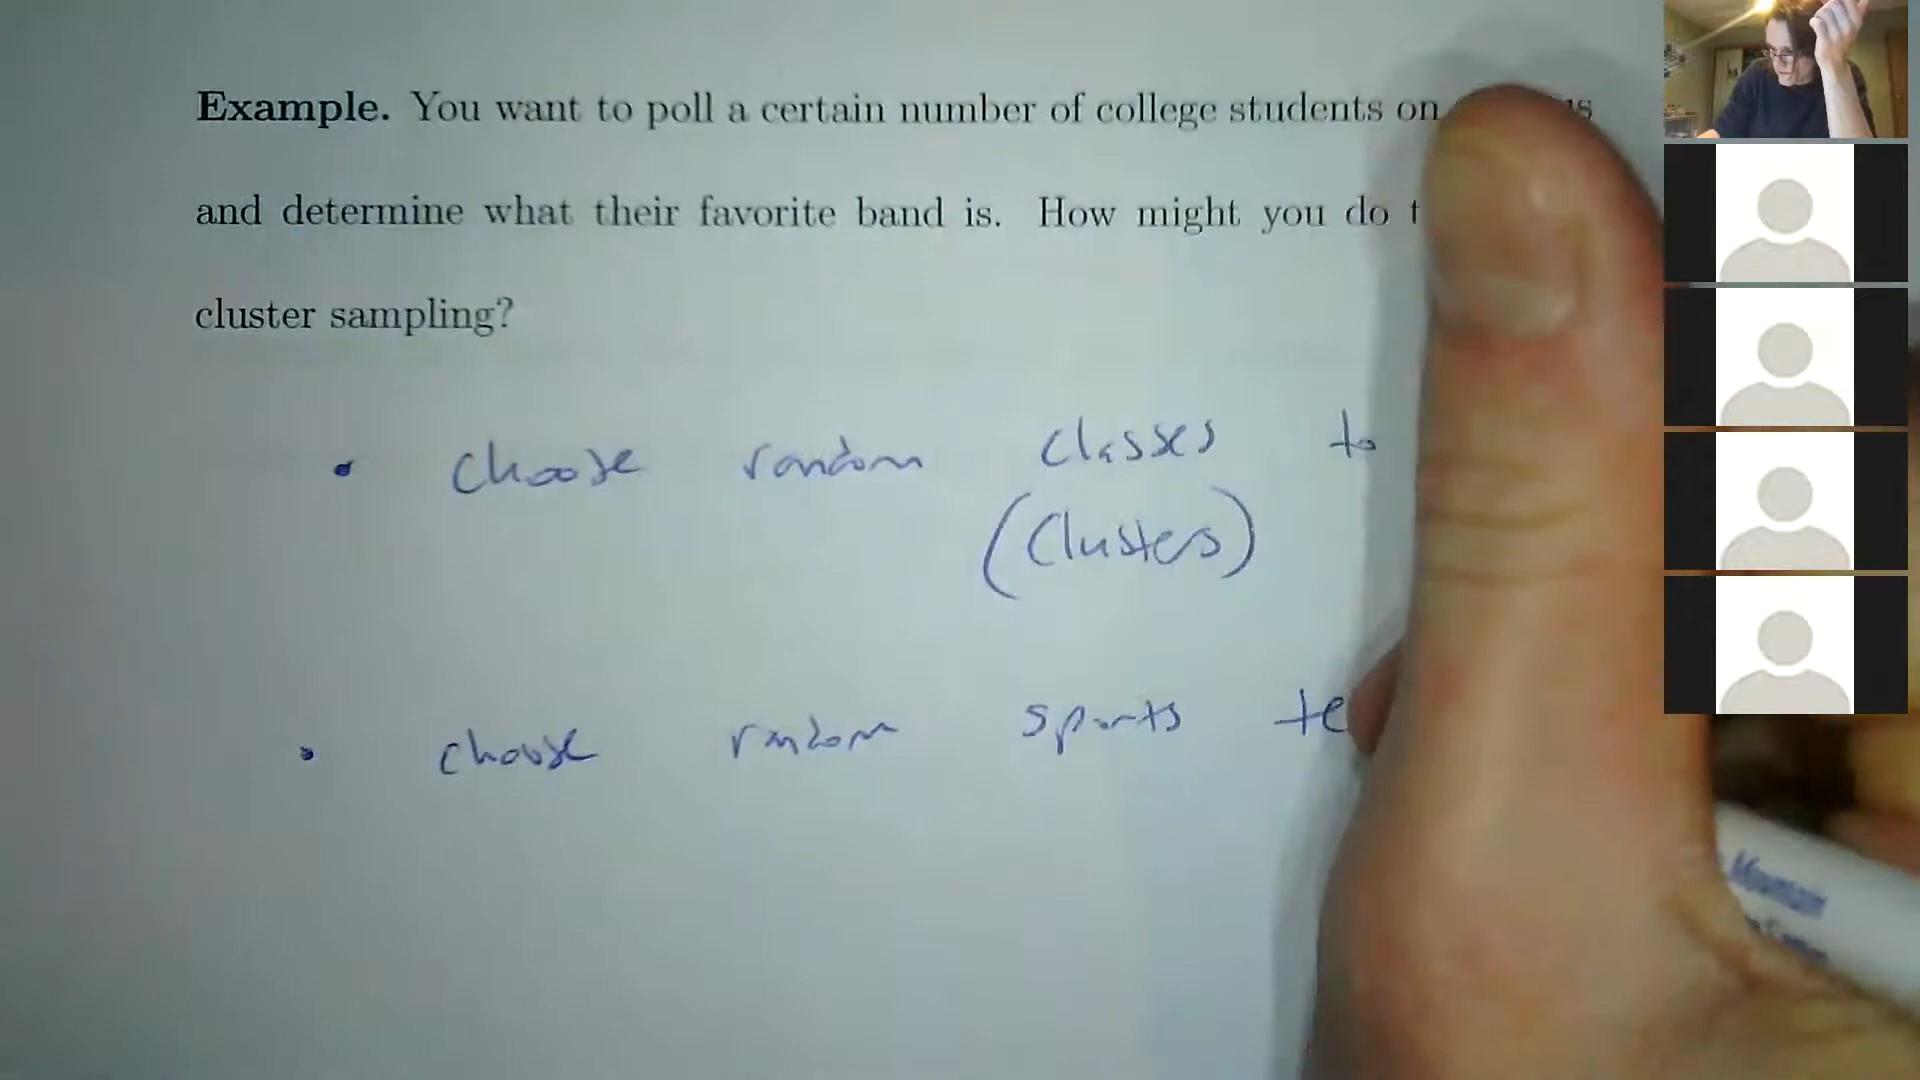 Example. You want to poll a certain number of college students on
and determine what their favorite band is. How might you do t
cluster sampling?
• choose random classes to
(clusters)
• choose random sports te
Mountain